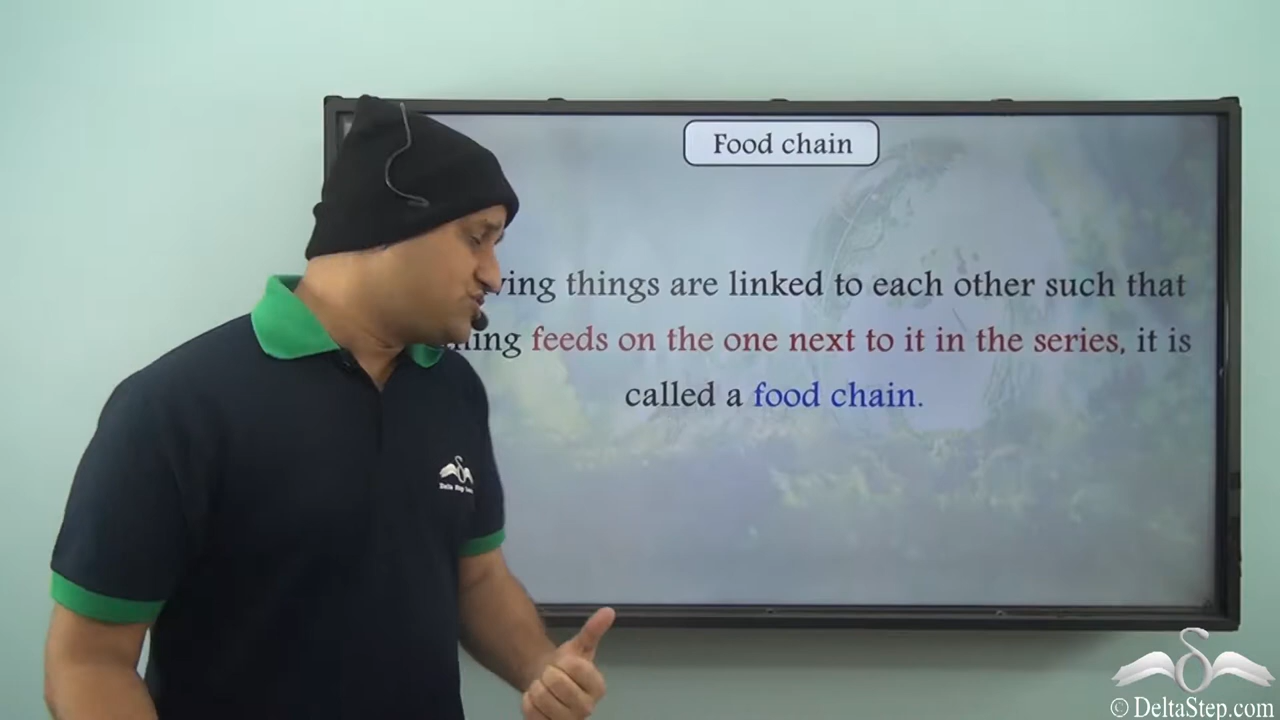 Food chain
things are linked to each other such that
feeds on the one next to it in the series, it is
called a food chain.
© DeltaStep.com